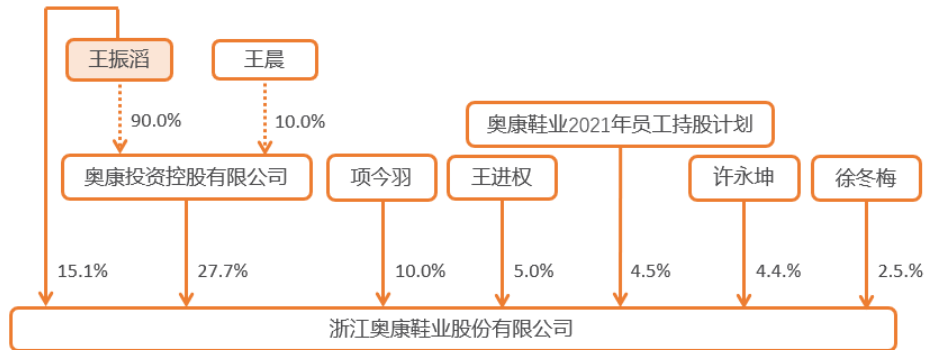 王振滔
王晨
90.0%
10.0%
奥康鞋业2021年员工持股计划
奥康投资控股有限公司
项今羽
王进权
许永坤
徐冬梅
15.1%
27.7%
10.0%
5.0%
4.5%
4.4.%
2.5.%
浙江奥康鞋业股份有限公司